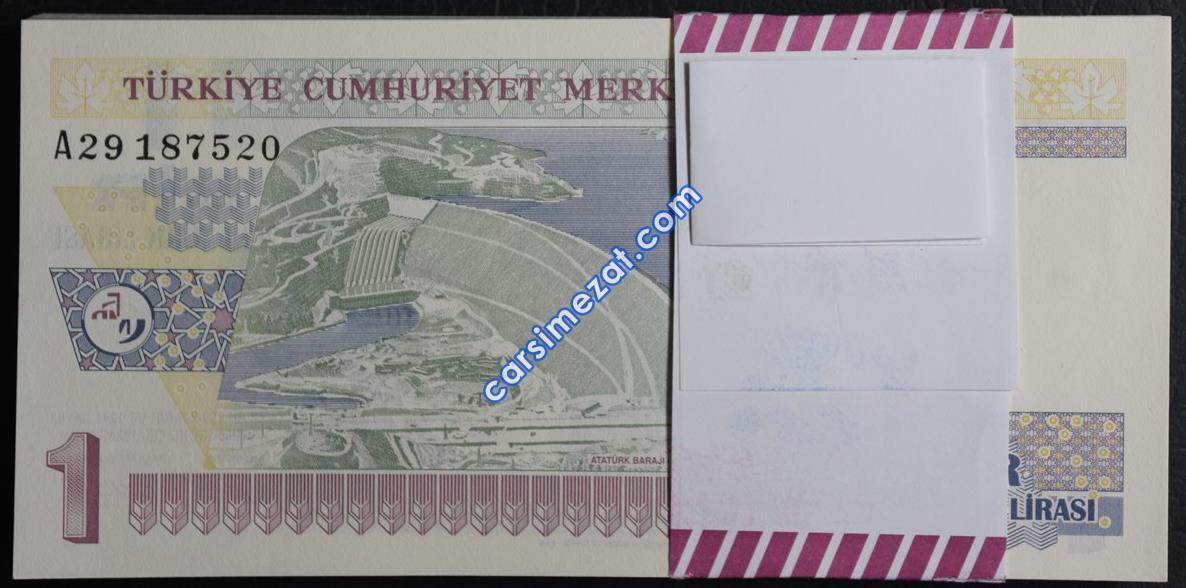 TÜRKİYE CUMHURİYET MERK
A29 187520
carsimezat.com
ATATÜRK BARAJI
1
R
LİRASI